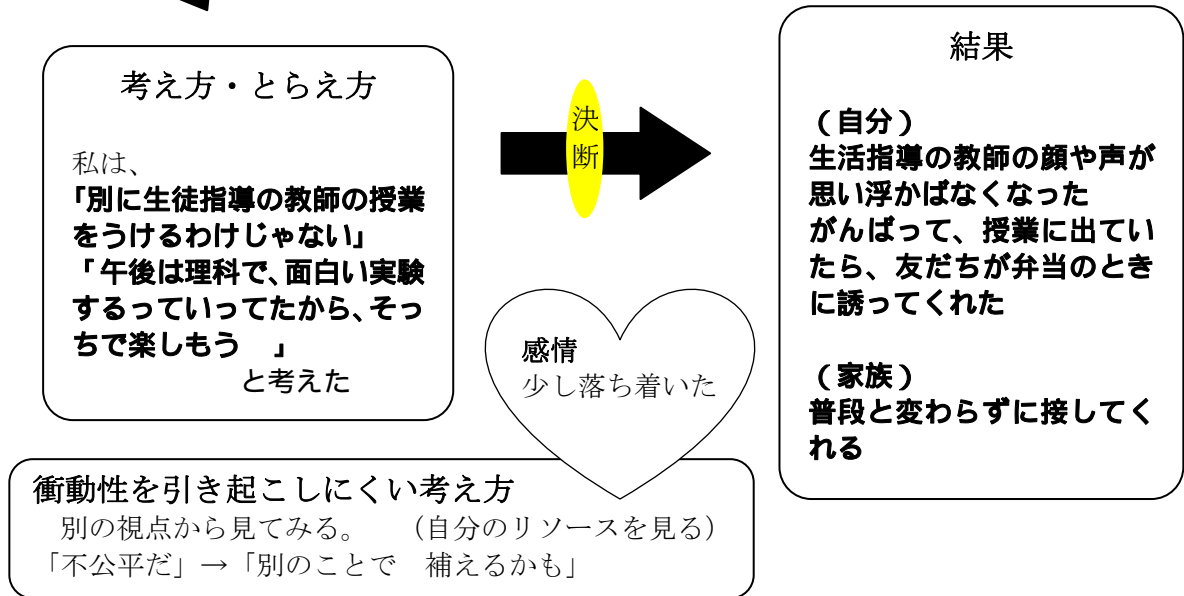 考え方・とらえ方
私は、
「別に生徒指導の教師の授業
をうけるわけじゃない」
「午後は理科で、面白い実験
するっていってたから、そっ
ちで楽しもう　」
と考えた
決
断
感情
少し落ち着いた
結果
（自分）
生活指導の教師の顔や声が
思い浮かばなくなった
がんばって、授業に出てい
たら、友だちが弁当のとき
に誘ってくれた
（家族）
普段と変わらずに接してく
れる
衝動性を引き起こしにくい考え方
別の視点から見てみる。　（自分のリソースを見る）
「不公平だ」→「別のことで　補えるかも」